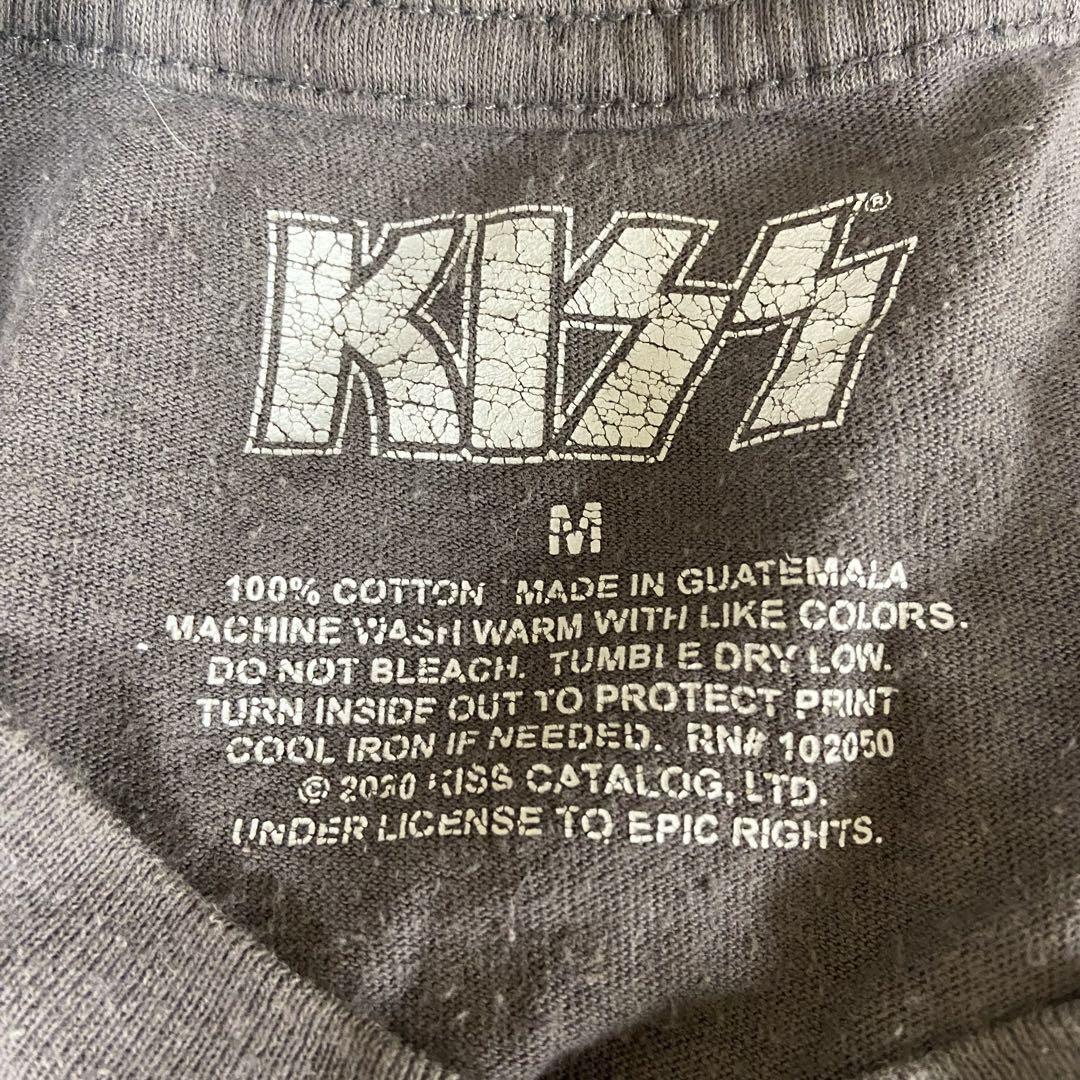 KISS®
M
100% COTTON MADE IN GUATEMALA
MACHINE WASH WARM WITH LIKE COLORS.
DO NOT BLEACH. TUMBLE DRY LOW.
TURN INSIDE OUT TO PROTECT PRINT
COOL IRON IF NEEDED. RN# 102050
© 2020 KISS CATALOG, LTD.
UNDER LICENSE TO EPIC RIGHTS.